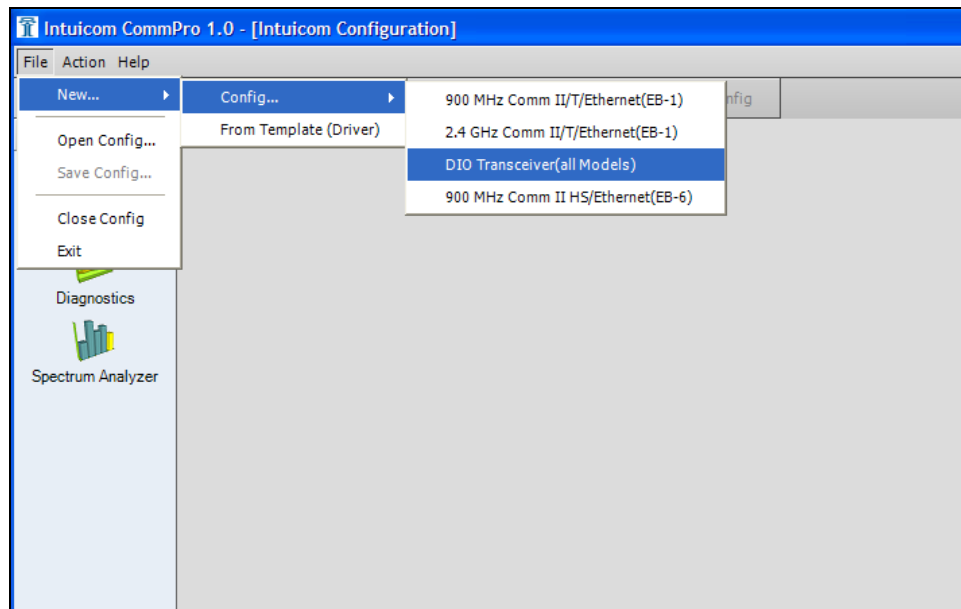 Intuicom CommPro 1.0 - [Intuicom Configuration]
File Action Help
New...
Config...
900 MHz Comm II/T/Ethernet(EB-1)
nfig
From Template (Driver)
2.4 GHz Comm II/T/Ethernet(EB-1)
Open Config...
DIO Transceiver(all Models)
Save Config...
900 MHz Comm II HS/Ethernet(EB-6)
Close Config
Exit
Diagnostics
Spectrum Analyzer